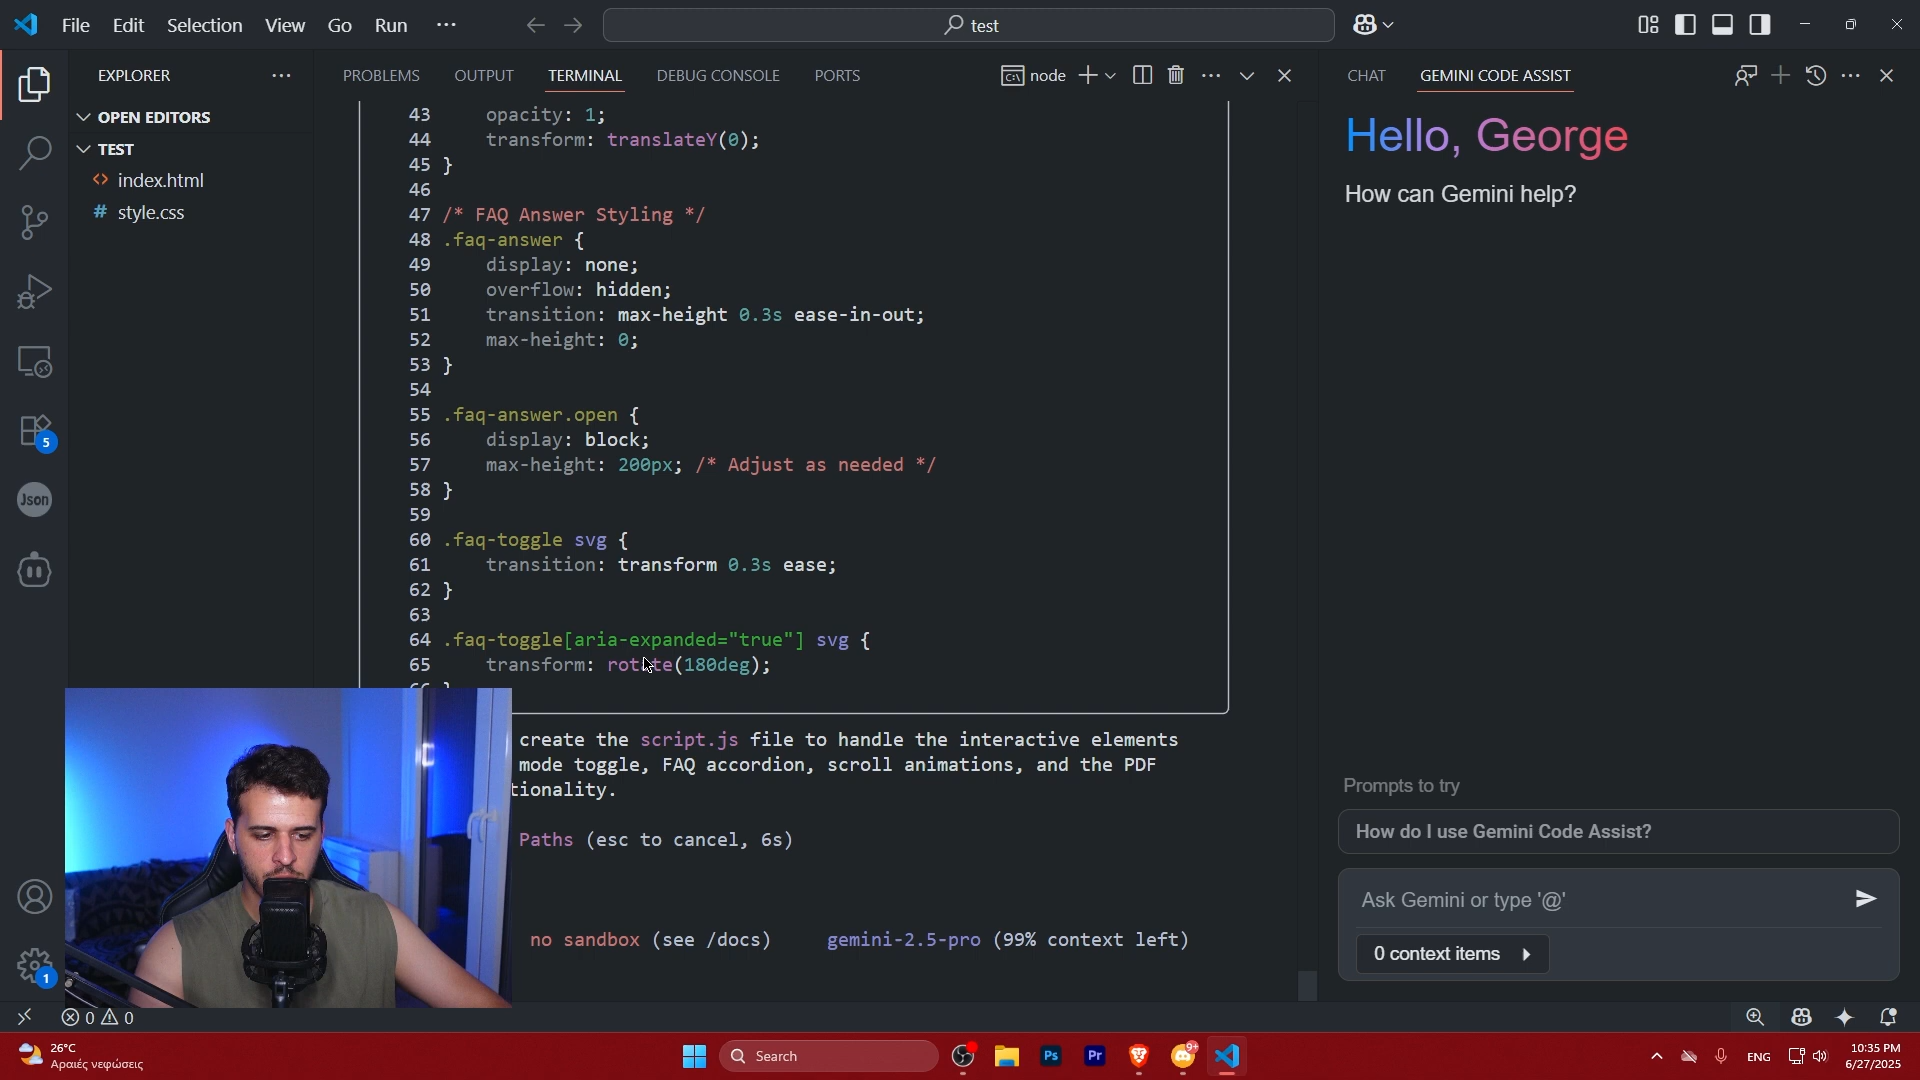 File Edit Selection View Go Run ··· test
EXPLORER ···
OPEN EDITORS
TEST
<> index.html
# style.css
5
Json
1
PROBLEMS OUTPUT TERMINAL DEBUG CONSOLE PORTS node
43 opacity: 1;
44 transform: translateY(0);
45 }
46
47 /* FAQ Answer Styling */
48 .faq-answer {
49 display: none;
50 overflow: hidden;
51 transition: max-height 0.3s ease-in-out;
52 max-height: 0;
53 }
54
55 .faq-answer.open {
56 display: block;
57 max-height: 200px; /* Adjust as needed */
58 }
59
60 .faq-toggle svg {
61 transition: transform 0.3s ease;
62 }
63
64 .faq-toggle[aria-expanded="true"] svg {
65 transform: rotate(180deg);
create the script.js file to handle the interactive elements
mode toggle, FAQ accordion, scroll animations, and the PDF
tionality.
Paths (esc to cancel, 6s)
no sandbox (see /docs) gemini-2.5-pro (99% context left)
CHAT GEMINI CODE ASSIST
Hello, George
How can Gemini help?
Prompts to try
How do I use Gemini Code Assist?
Ask Gemini or type '@'
0 context items
0 0
26°C
Αραιές νεφώσεις
Search
Ps
Pr
9+
ENG
10:35 PM
6/27/2025